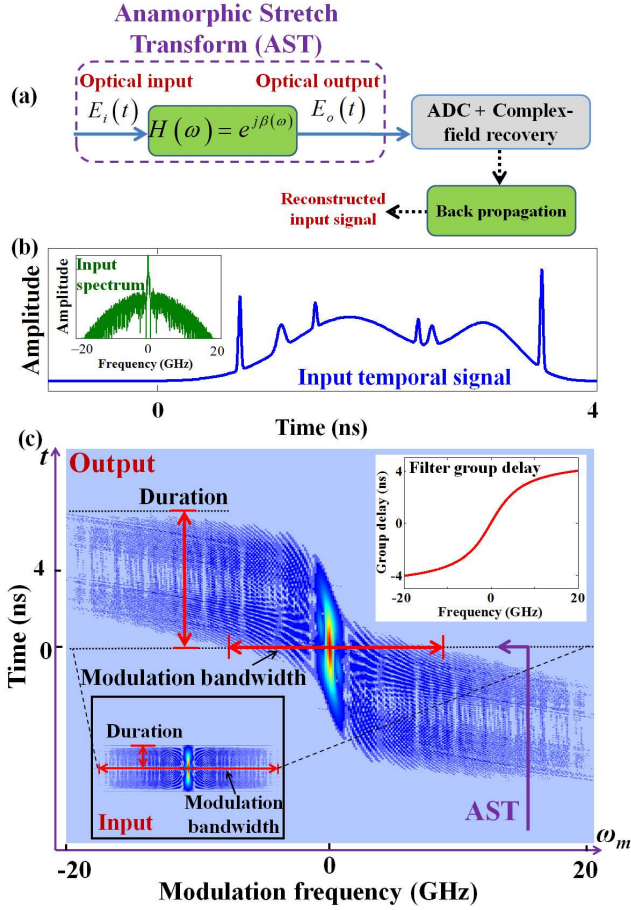 Anamorphic Stretch
Transform (AST)
(a)
Optical input
Optical output
E_i(t)
H(ω) = e^{jβ(ω)}
E_o(t)
ADC + Complex-
field recovery
Reconstructed
input signal
Back propagation
(b)
Amplitude
Input
spectrum
Amplitude
-20 0 20
Frequency (GHz)
Input temporal signal
0 4
Time (ns)
(c)
t
Output
Duration
Filter group delay
Group delay (ns)
4
0
-4
-20 0 20
Frequency (GHz)
Time (ns)
4
0
Modulation bandwidth
Duration
Modulation
bandwidth
Input
AST
ω_m
-20 0 20
Modulation frequency (GHz)